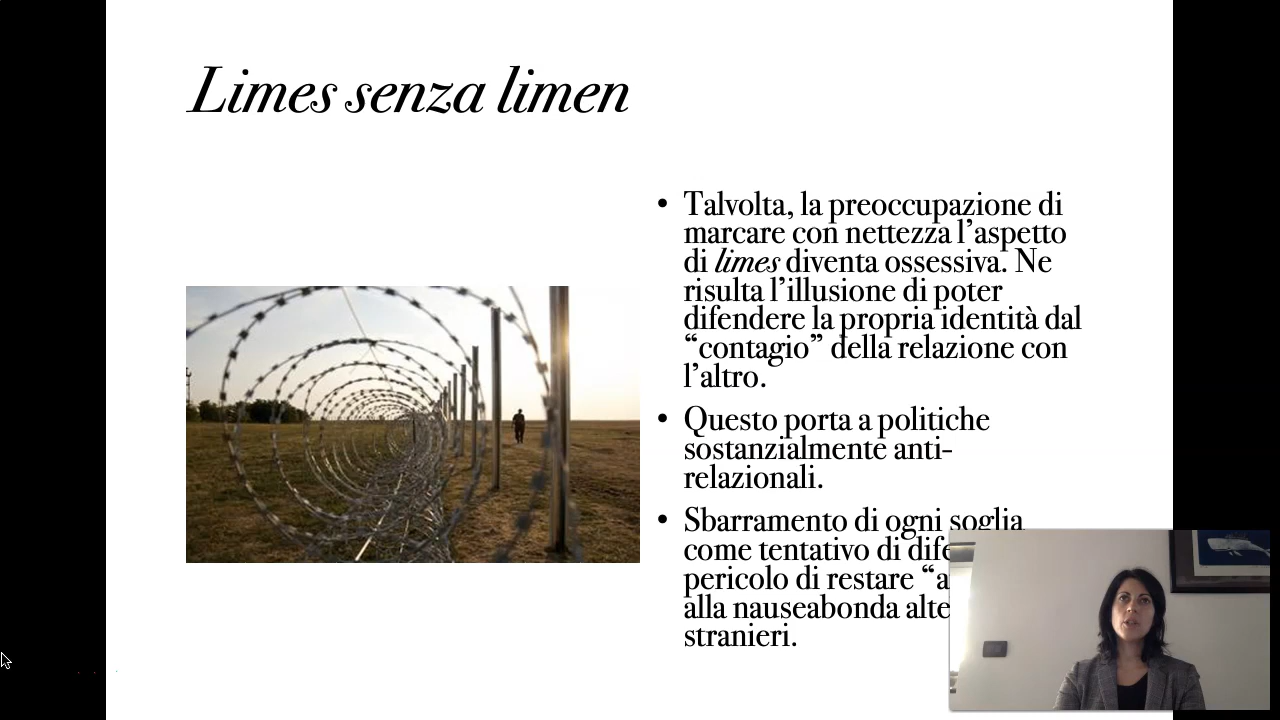 Limes senza limen
• Talvolta, la preoccupazione di
marcare con nettezza l’aspetto
di limes diventa ossessiva. Ne
risulta l’illusione di poter
difendere la propria identità dal
“contagio” della relazione con
l’altro.
• Questo porta a politiche
sostanzialmente anti-
relazionali.
• Sbarramento di ogni soglia
come tentativo di
pericolo di restare
alla nauseabonda
stranieri.